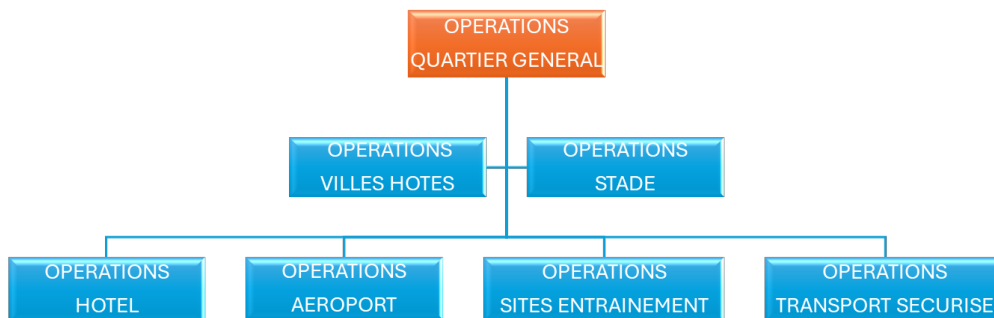 OPERATIONS
QUARTIER GENERAL
OPERATIONS
VILLES HOTES
OPERATIONS
STADE
OPERATIONS
HOTEL
OPERATIONS
AEROPORT
OPERATIONS
SITES ENTRAINEMENT
OPERATIONS
TRANSPORT SECURISE